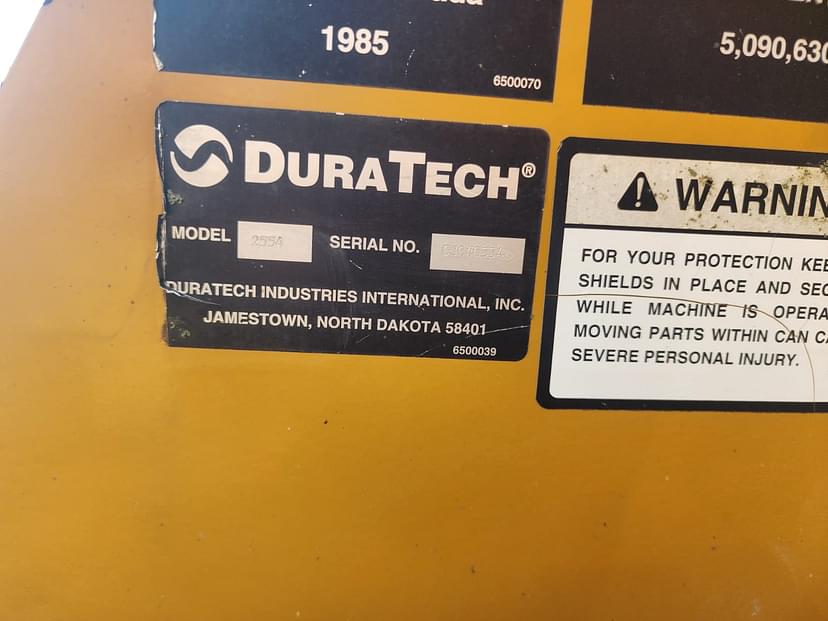 1985
6500070
5,090,630
DURATECH®
MODEL 2554 SERIAL NO.
DURATECH INDUSTRIES INTERNATIONAL, INC.
JAMESTOWN, NORTH DAKOTA 58401
6500039
WARNIN
FOR YOUR PROTECTION KEE
SHIELDS IN PLACE AND SEC
WHILE MACHINE IS OPERA
MOVING PARTS WITHIN CAN CA
SEVERE PERSONAL INJURY.